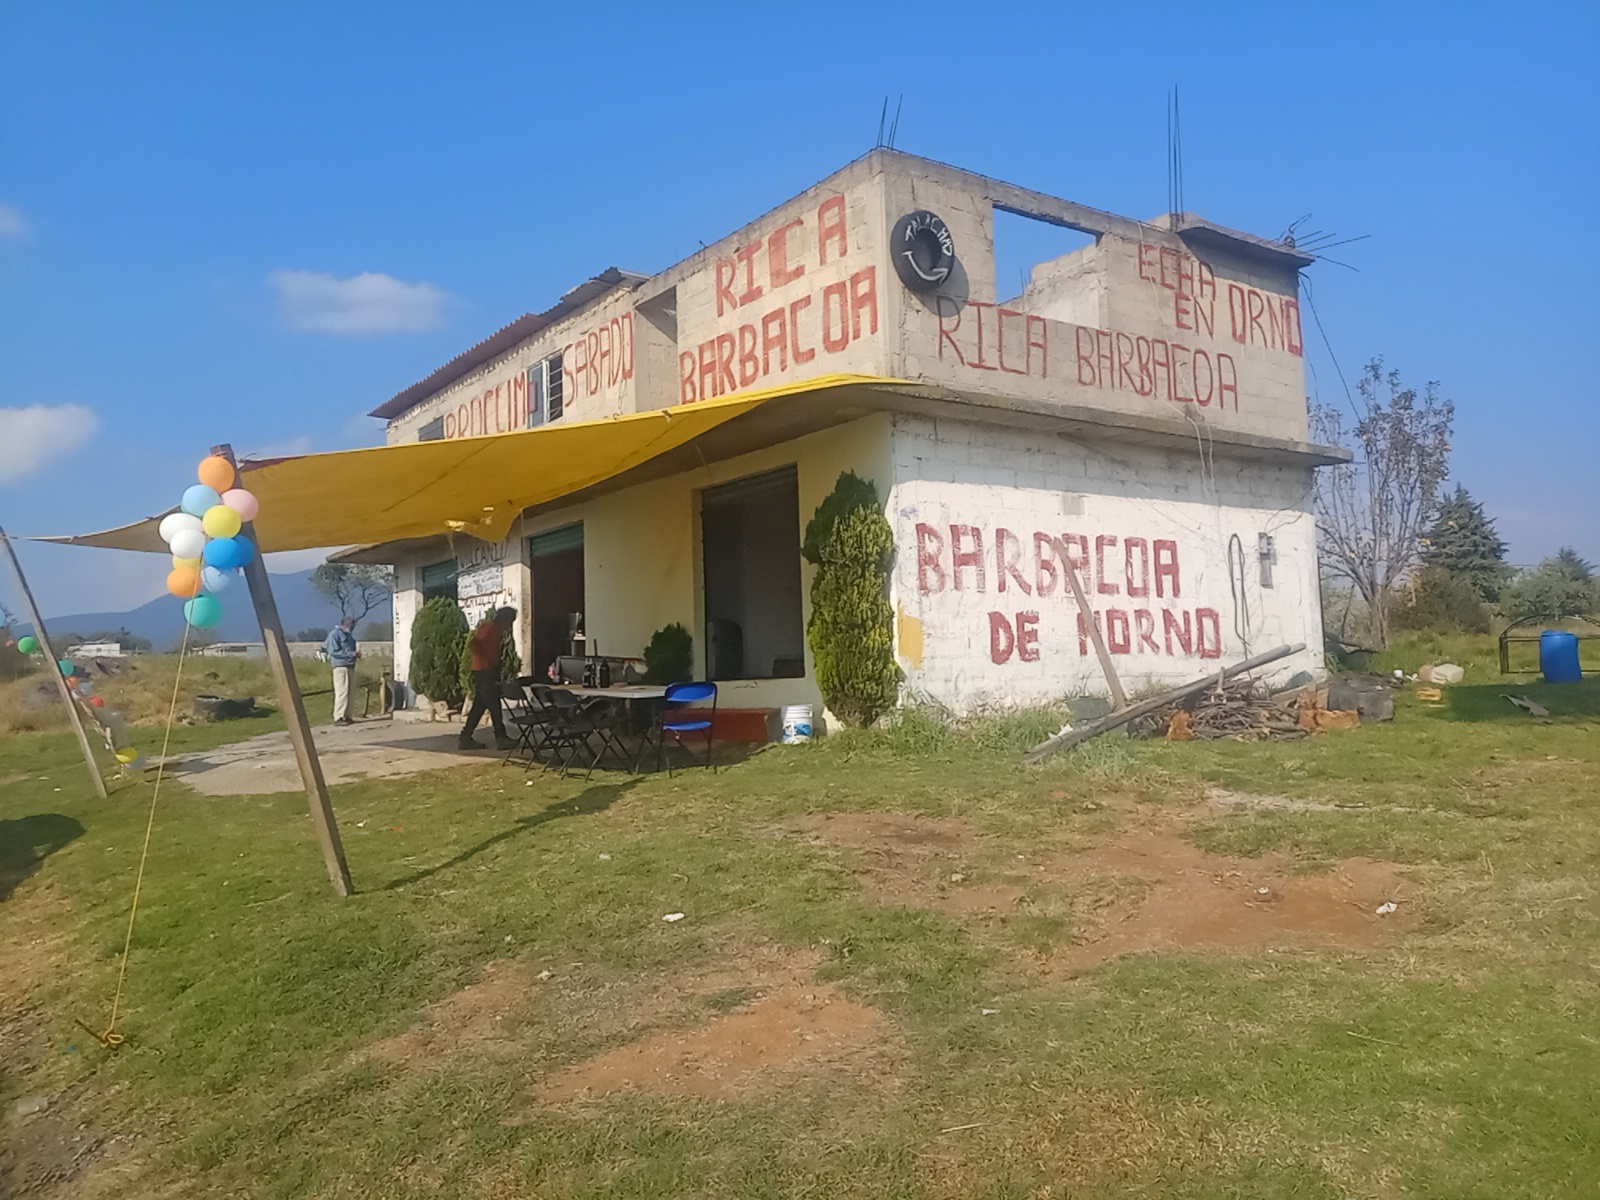 PROCCIMO SABADO
RICA
BARBACOA
TALACHAS
ECHA
EN ORNO
RICA BARBACOA
BARBACOA
DE HORNO